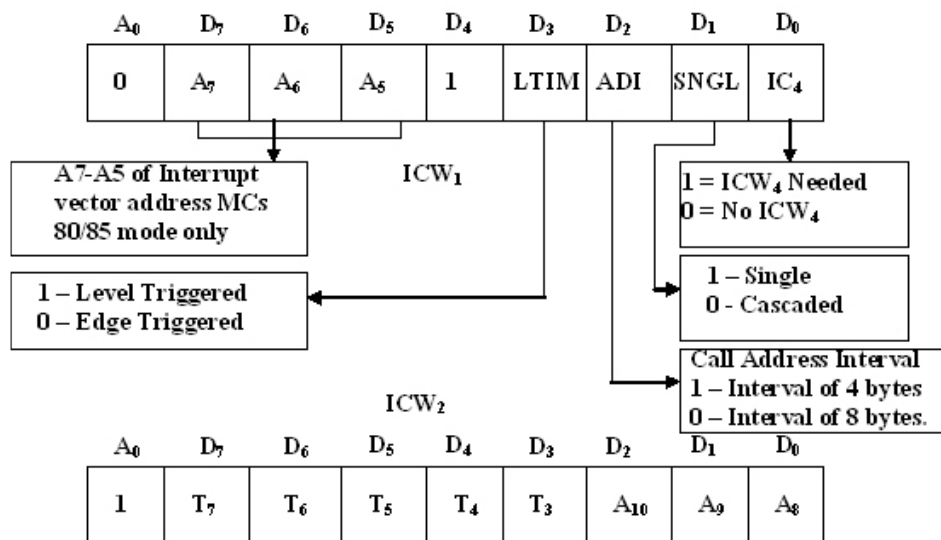 A₀ D₇ D₆ D₅ D₄ D₃ D₂ D₁ D₀
0 A₇ A₆ A₅ 1 LTIM ADI SNGL IC₄
ICW₁
A7-A5 of Interrupt
vector address MCs
80/85 mode only
1 = ICW₄ Needed
0 = No ICW₄
1 – Level Triggered
0 – Edge Triggered
1 – Single
0 - Cascaded
Call Address Interval
1 – Interval of 4 bytes
0 – Interval of 8 bytes.
ICW₂
A₀ D₇ D₆ D₅ D₄ D₃ D₂ D₁ D₀
1 T₇ T₆ T₅ T₄ T₃ A₁₀ A₉ A₈